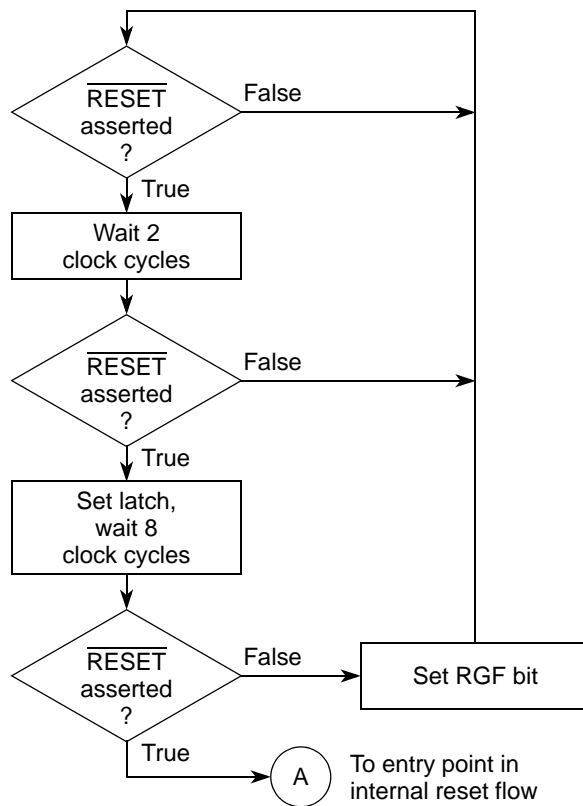 RESET
asserted
?
False
True
Wait 2
clock cycles
RESET
asserted
?
False
True
Set latch,
wait 8
clock cycles
RESET
asserted
?
False
Set RGF bit
True
A
To entry point in
internal reset flow